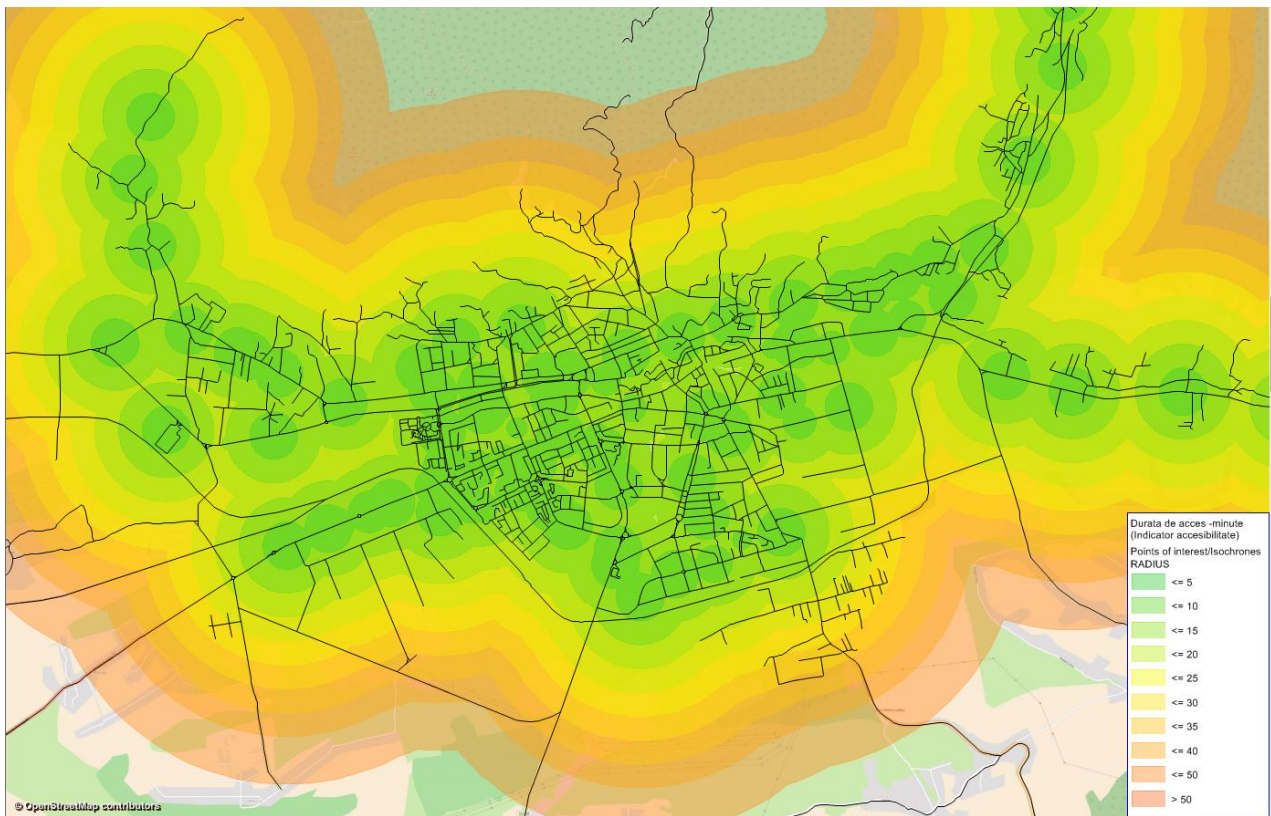 Durata de acces -minute
(Indicator accesibilitate)
Points of interest/Isochrones
RADIUS
<= 5
<= 10
<= 15
<= 20
<= 25
<= 30
<= 35
<= 40
<= 50
> 50
© OpenStreetMap contributors